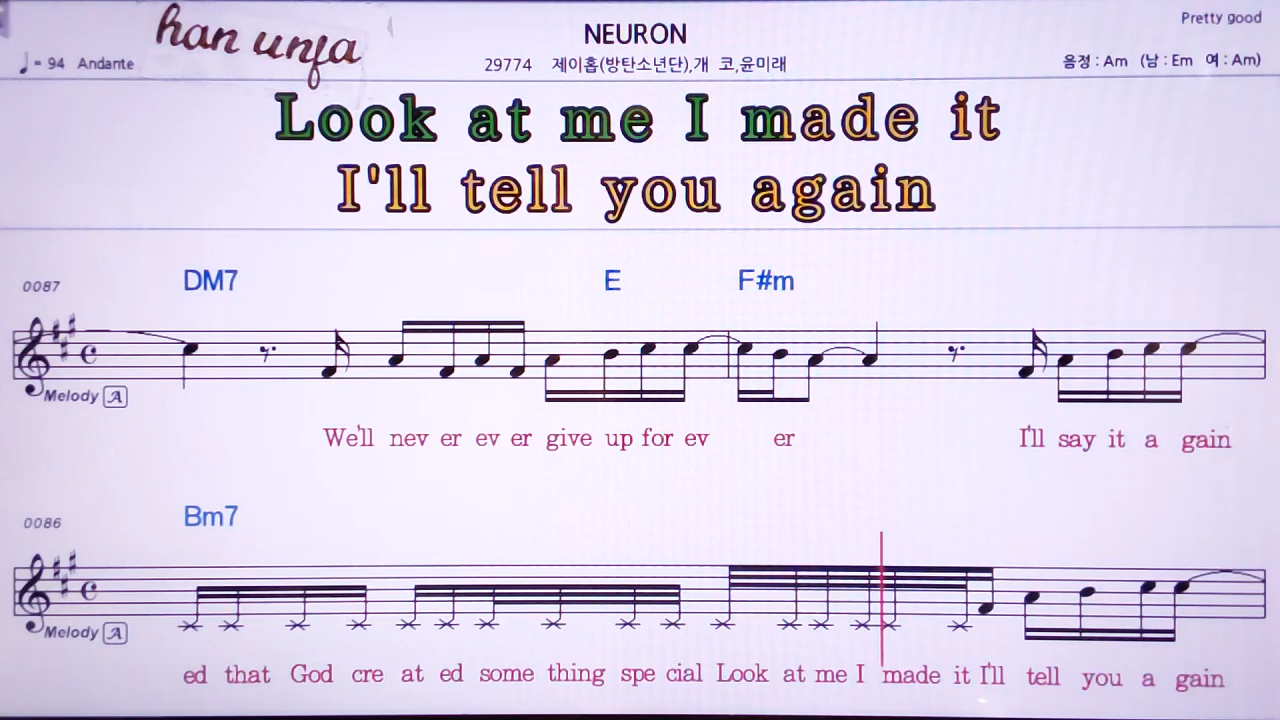 han unja
NEURON
Pretty good
♩ = 94 Andante
29774 제이홉(방탄소년단),개 코,윤미래
음정 : Am (남 : Em 여 : Am)
Look at me I made it
I'll tell you again
0087
DM7 E F#m
C
Melody A
We'll nev er ev er give up for ev er I'll say it a gain
0086
Bm7
C
Melody A
ed that God cre at ed some thing spe cial Look at me I made it I'll tell you a gain